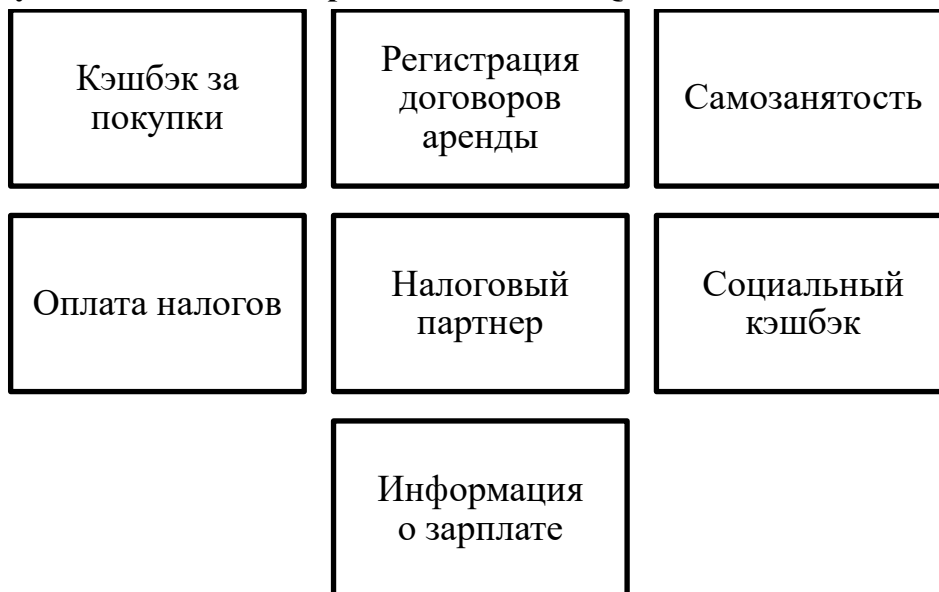 Кэшбэк за
покупки
Регистрация
договоров
аренды
Самозанятость
Оплата налогов
Налоговый
партнер
Социальный
кэшбэк
Информация
о зарплате